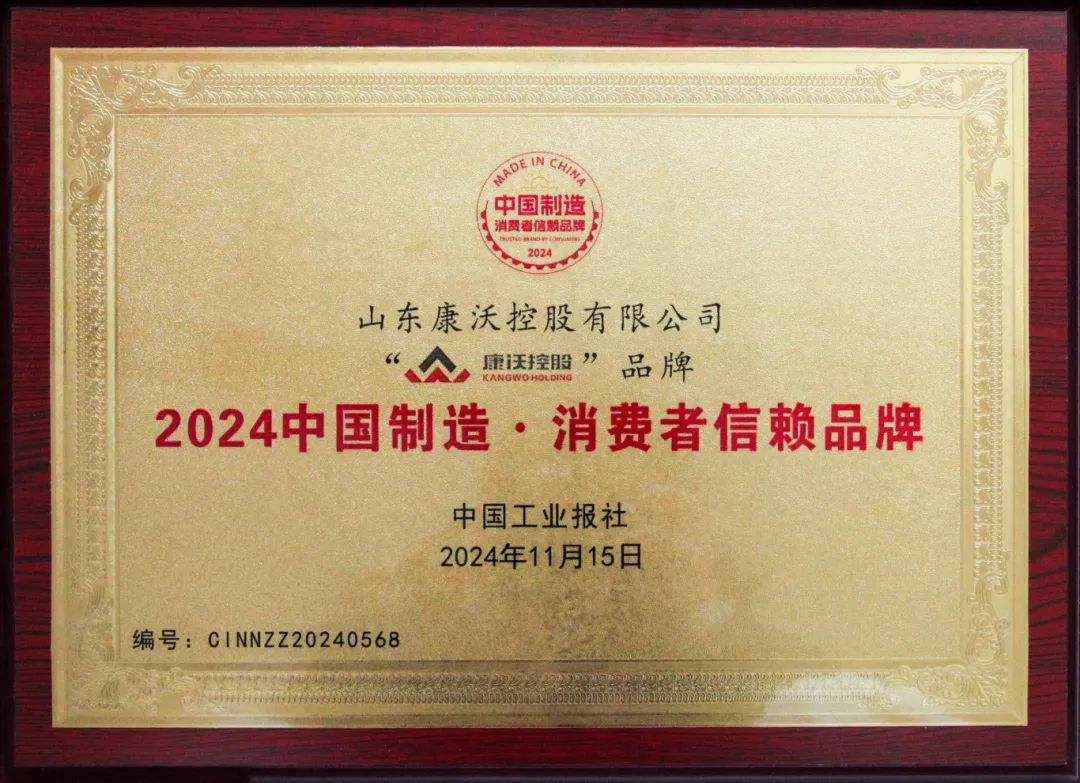 MADE IN CHINA
中国制造
消费者信赖品牌
TRUSTED BRAND BY CONSUMERS
2024
山东康沃控股有限公司
“康沃控股”品牌
KANGWO HOLDING
2024中国制造·消费者信赖品牌
中国工业报社
2024年11月15日
编号：CINNZZ20240568